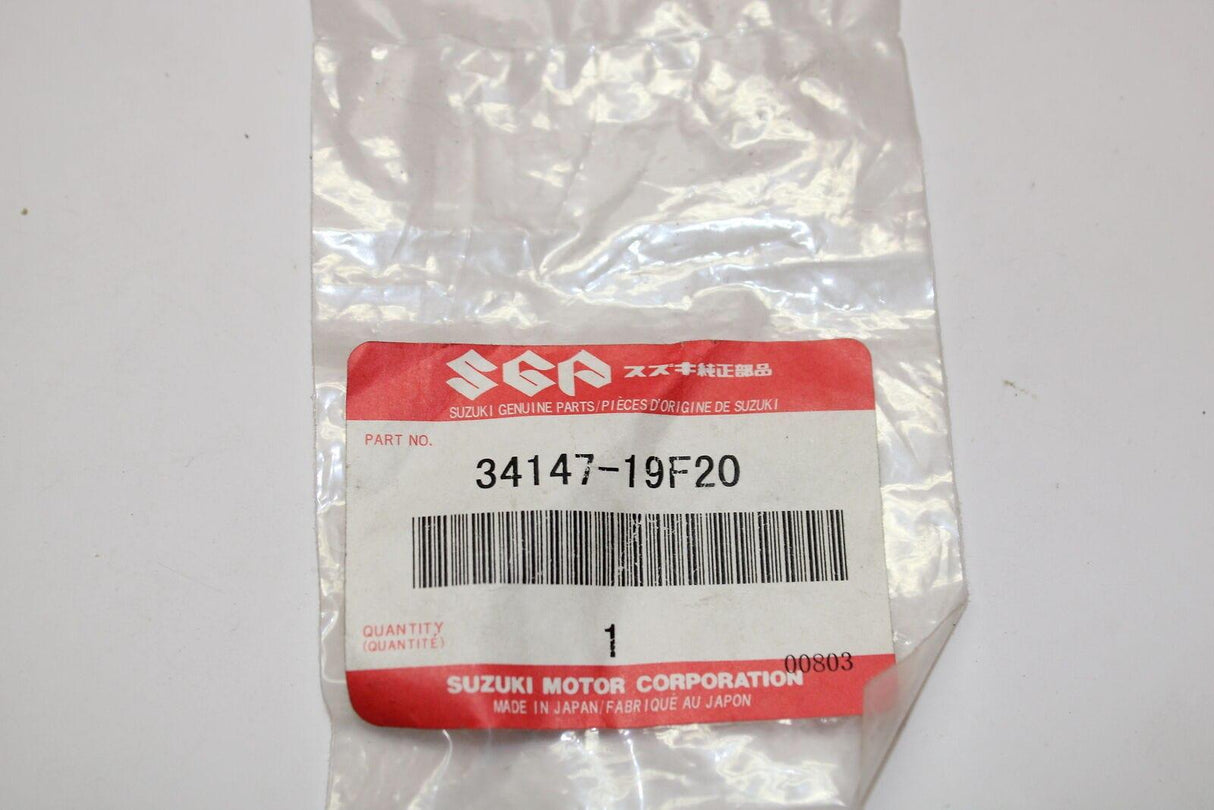 SGP スズキ純正部品
SUZUKI GENUINE PARTS/PIÈCES D'ORIGINE DE SUZUKI
PART NO.
34147-19F20
QUANTITY
(QUANTITÉ)
1
00803
SUZUKI MOTOR CORPORATION
MADE IN JAPAN/FABRIQUÉ AU JAPON